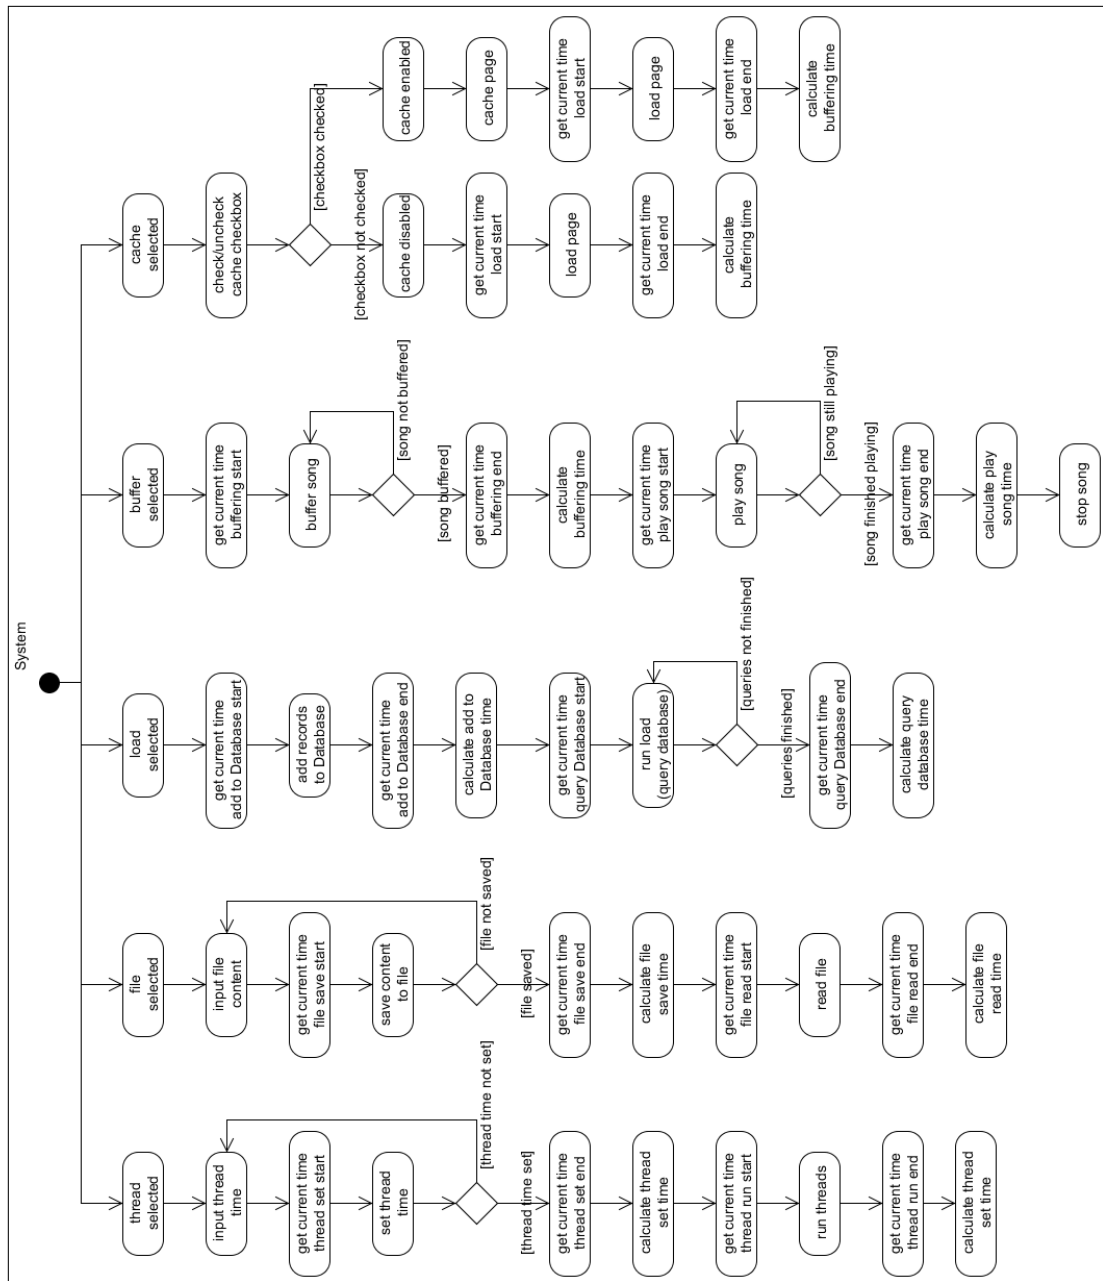 System
thread
selected
input thread
time
get current time
thread set start
set thread
time
[thread time not set]
[thread time set]
get current time
thread set end
calculate thread
set time
get current time
thread run start
run threads
get current time
thread run end
calculate thread
set time
file
selected
input file
content
get current time
file save start
save content
to file
[file not saved]
[file saved]
get current time
file save end
calculate file
save time
get current time
file read start
read file
get current time
file read end
calculate file
read time
load
selected
get current time
add to Database start
add records
to Database
get current time
add to Database end
calculate add to
Database time
get current time
query Database start
run load
(query database)
[queries not finished]
[queries finished]
get current time
query Database end
calculate query
database time
buffer
selected
get current time
buffering start
buffer song
[song not buffered]
[song buffered]
get current time
buffering end
calculate
buffering time
get current time
play song start
play song
[song still playing]
[song finished playing]
get current time
play song end
calculate play
song time
stop song
cache
selected
check/uncheck
cache checkbox
[checkbox not checked]
cache disabled
get current time
load start
load page
get current time
load end
calculate
buffering time
[checkbox checked]
cache enabled
cache page
get current time
load start
load page
get current time
load end
calculate
buffering time